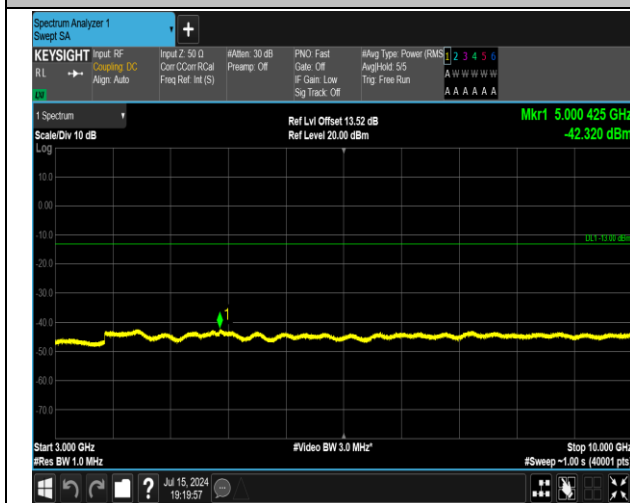 Spectrum Analyzer 1
Swept SA
+
KEYSIGHT
RL
Input: RF
Coupling: DC
Align: Auto
Input Z: 50 Ω
Corr CCorr RCal
Freq Ref: Int (S)
#Atten: 30 dB
Preamp: Off
PNO: Fast
Gate: Off
IF Gain: Low
Sig Track: Off
#Avg Type: Power (RMS
Avg|Hold: 5/5
Trig: Free Run
1 2 3 4 5 6
A W W W W W
A A A A A A
1 Spectrum
Scale/Div 10 dB
Log
Ref Lvl Offset 13.52 dB
Ref Level 20.00 dBm
Mkr1 5.000 425 GHz
-42.320 dBm
10.0
0.00
-10.0
DL1 -13.00 dBm
-20.0
-30.0
-40.0
1
-50.0
-60.0
-70.0
Start 3.000 GHz
#Res BW 1.0 MHz
#Video BW 3.0 MHz*
Stop 10.000 GHz
#Sweep ~1.00 s (40001 pts)
?
Jul 15, 2024
19:19:57